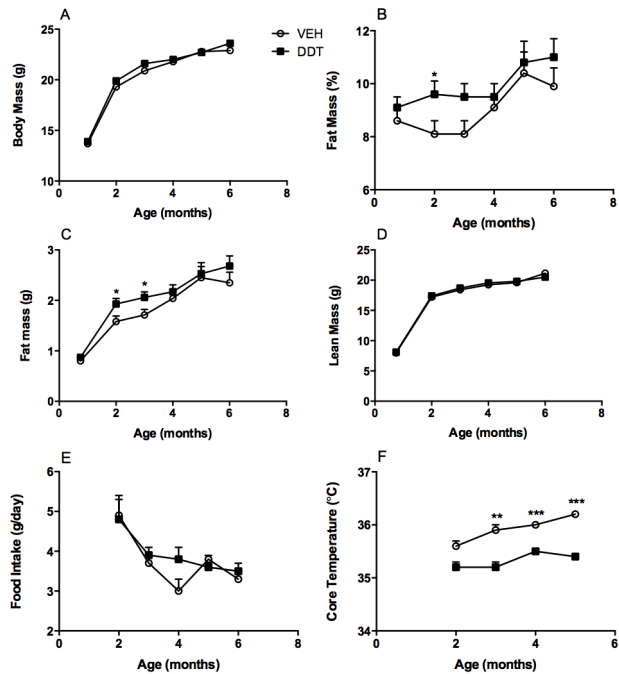 A
VEH
DDT
Body Mass (g)
25
20
15
10
0 2 4 6 8
Age (months)
B
Fat Mass (%)
12
10
8
6
*
0 2 4 6 8
Age (months)
C
Fat mass (g)
3
2
1
0
* *
0 2 4 6 8
Age (months)
D
Lean Mass (g)
25
20
15
10
5
0
0 2 4 6 8
Age (months)
E
Food Intake (g/day)
6
5
4
3
2
0 2 4 6 8
Age (months)
F
Core Temperature (°C)
37
36
35
34
** *** ***
0 2 4 6
Age (months)